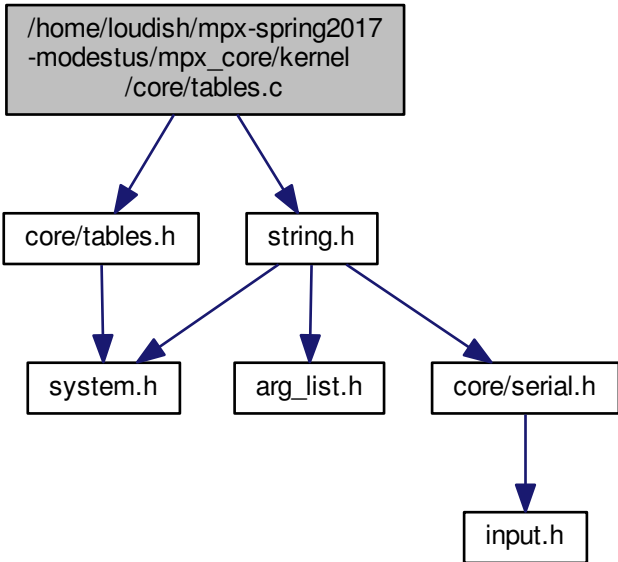 /home/loudish/mpx-spring2017
-modestus/mpx_core/kernel
/core/tables.c
core/tables.h
string.h
system.h
arg_list.h
core/serial.h
input.h